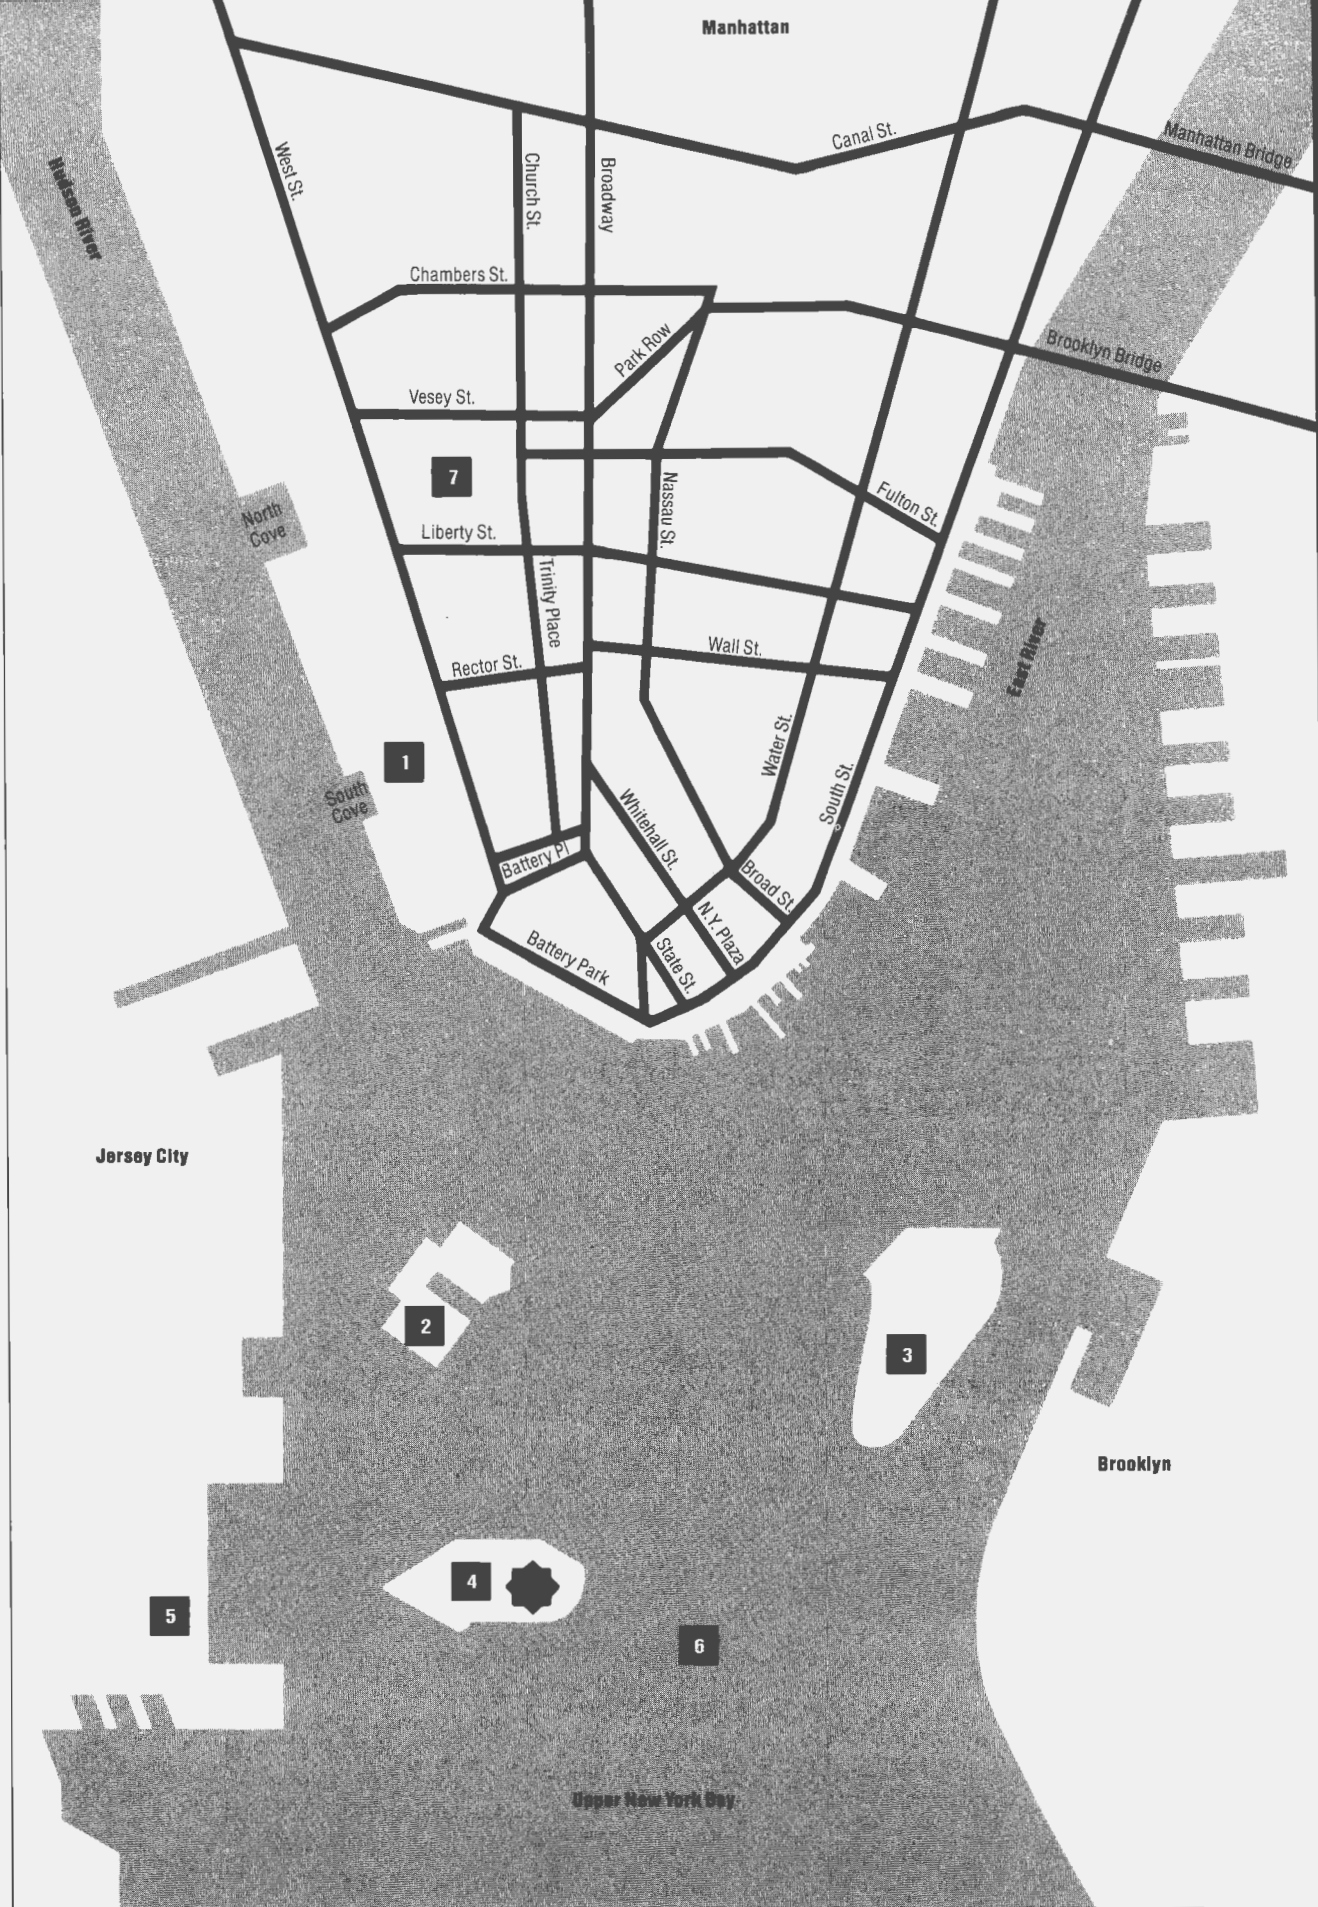 Manhattan
Canal St.
Manhattan Bridge
West St.
Church St.
Broadway
Hudson River
Chambers St.
Park Row
Brooklyn Bridge
Vesey St.
7
Nassau St.
Fulton St.
North
Cove
Liberty St.
Trinity Place
Wall St.
East River
Rector St.
1
Water St.
South
Cove
South St.
Whitehall St.
Battery Pl
Broad St.
N.Y. Plaza
Battery Park
State St.
Jersey City
2
3
Brooklyn
4
5
6
Upper New York Bay